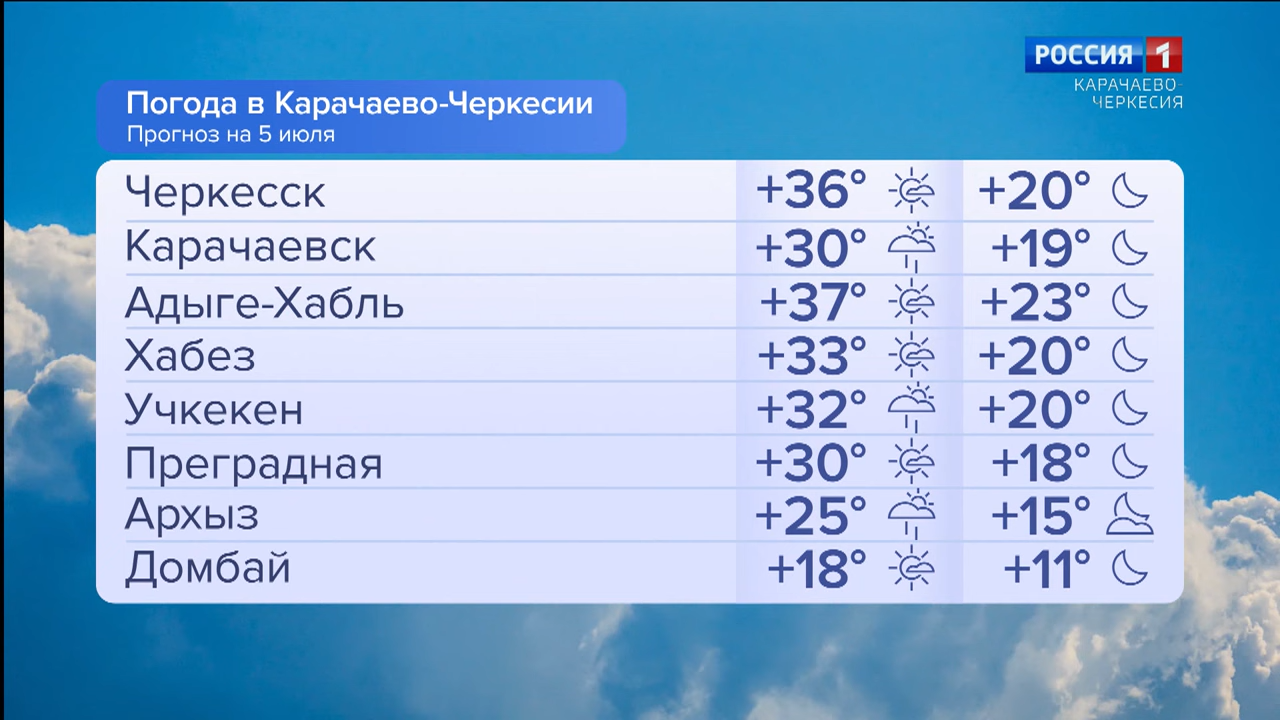 РОССИЯ 1
КАРАЧАЕВО-
ЧЕРКЕСИЯ
Погода в Карачаево-Черкесии
Прогноз на 5 июля
Черкесск +36° +20°
Карачаевск +30° +19°
Адыге-Хабль +37° +23°
Хабез +33° +20°
Учкекен +32° +20°
Преградная +30° +18°
Архыз +25° +15°
Домбай +18° +11°